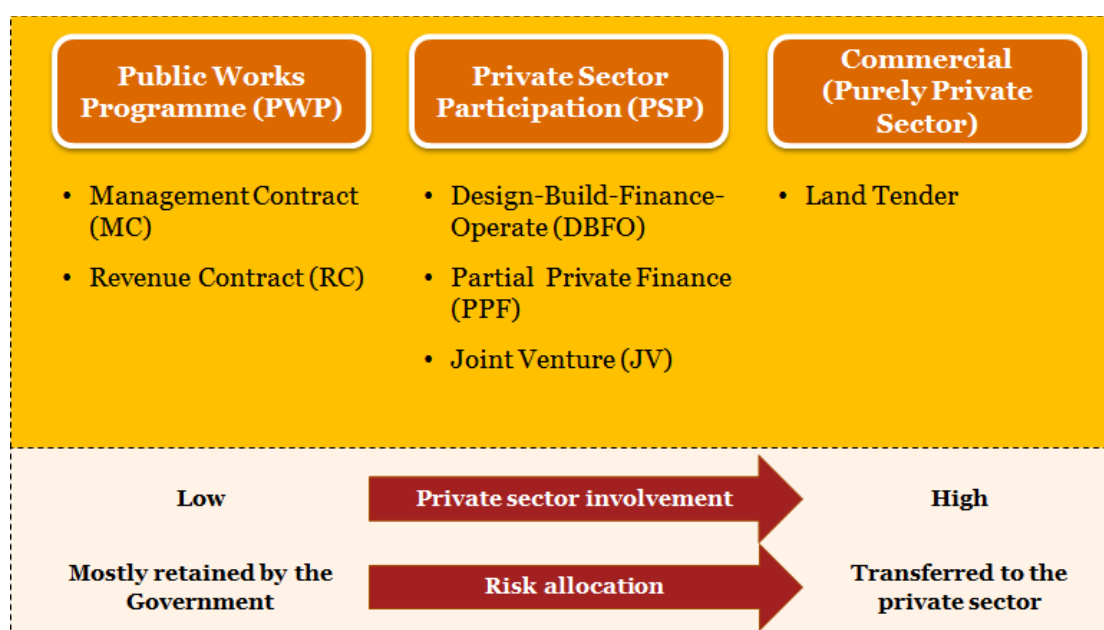 Public Works
Programme (PWP)
Private Sector
Participation (PSP)
Commercial
(Purely Private
Sector)
• Management Contract
(MC)
• Revenue Contract (RC)
• Design-Build-Finance-
Operate (DBFO)
• Partial Private Finance
(PPF)
• Joint Venture (JV)
• Land Tender
Low
Private sector involvement
High
Mostly retained by the
Government
Risk allocation
Transferred to the
private sector